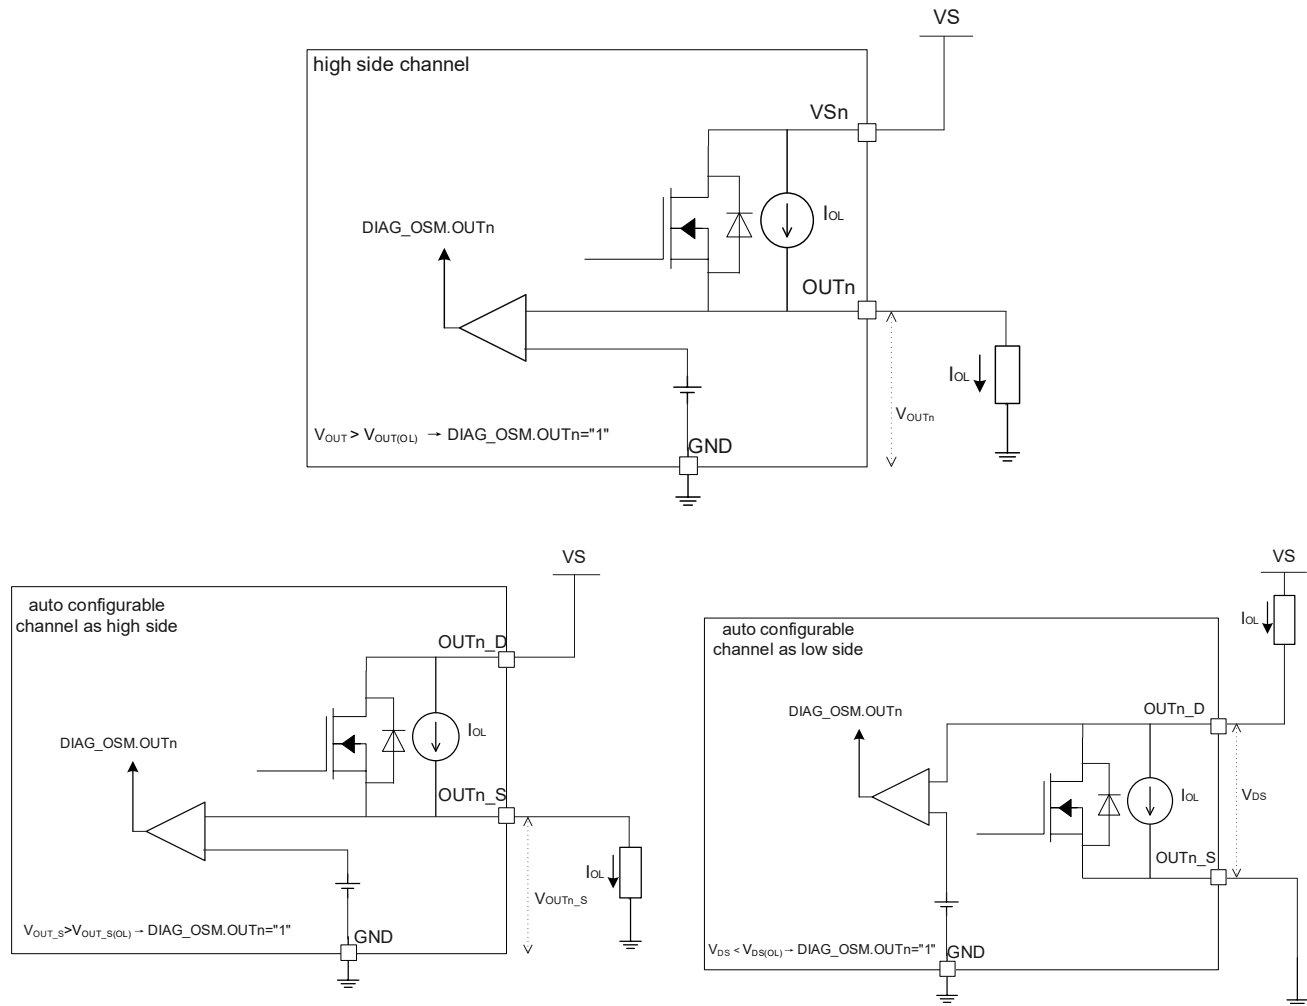 VS
high side channel
VSn
IOL
DIAG_OSM.OUTn
OUTn
IOL
VOUTn
VOUT > VOUT(OL) → DIAG_OSM.OUTn="1"
GND
VS
auto configurable
channel as high side
OUTn_D
IOL
DIAG_OSM.OUTn
OUTn_S
IOL
VOUTn_S
VOUT_S>VOUT_S(OL)→ DIAG_OSM.OUTn="1"
GND
VS
IOL
auto configurable
channel as low side
OUTn_D
DIAG_OSM.OUTn
IOL
VDS
OUTn_S
VDS < VDS(OL)→ DIAG_OSM.OUTn="1"
GND